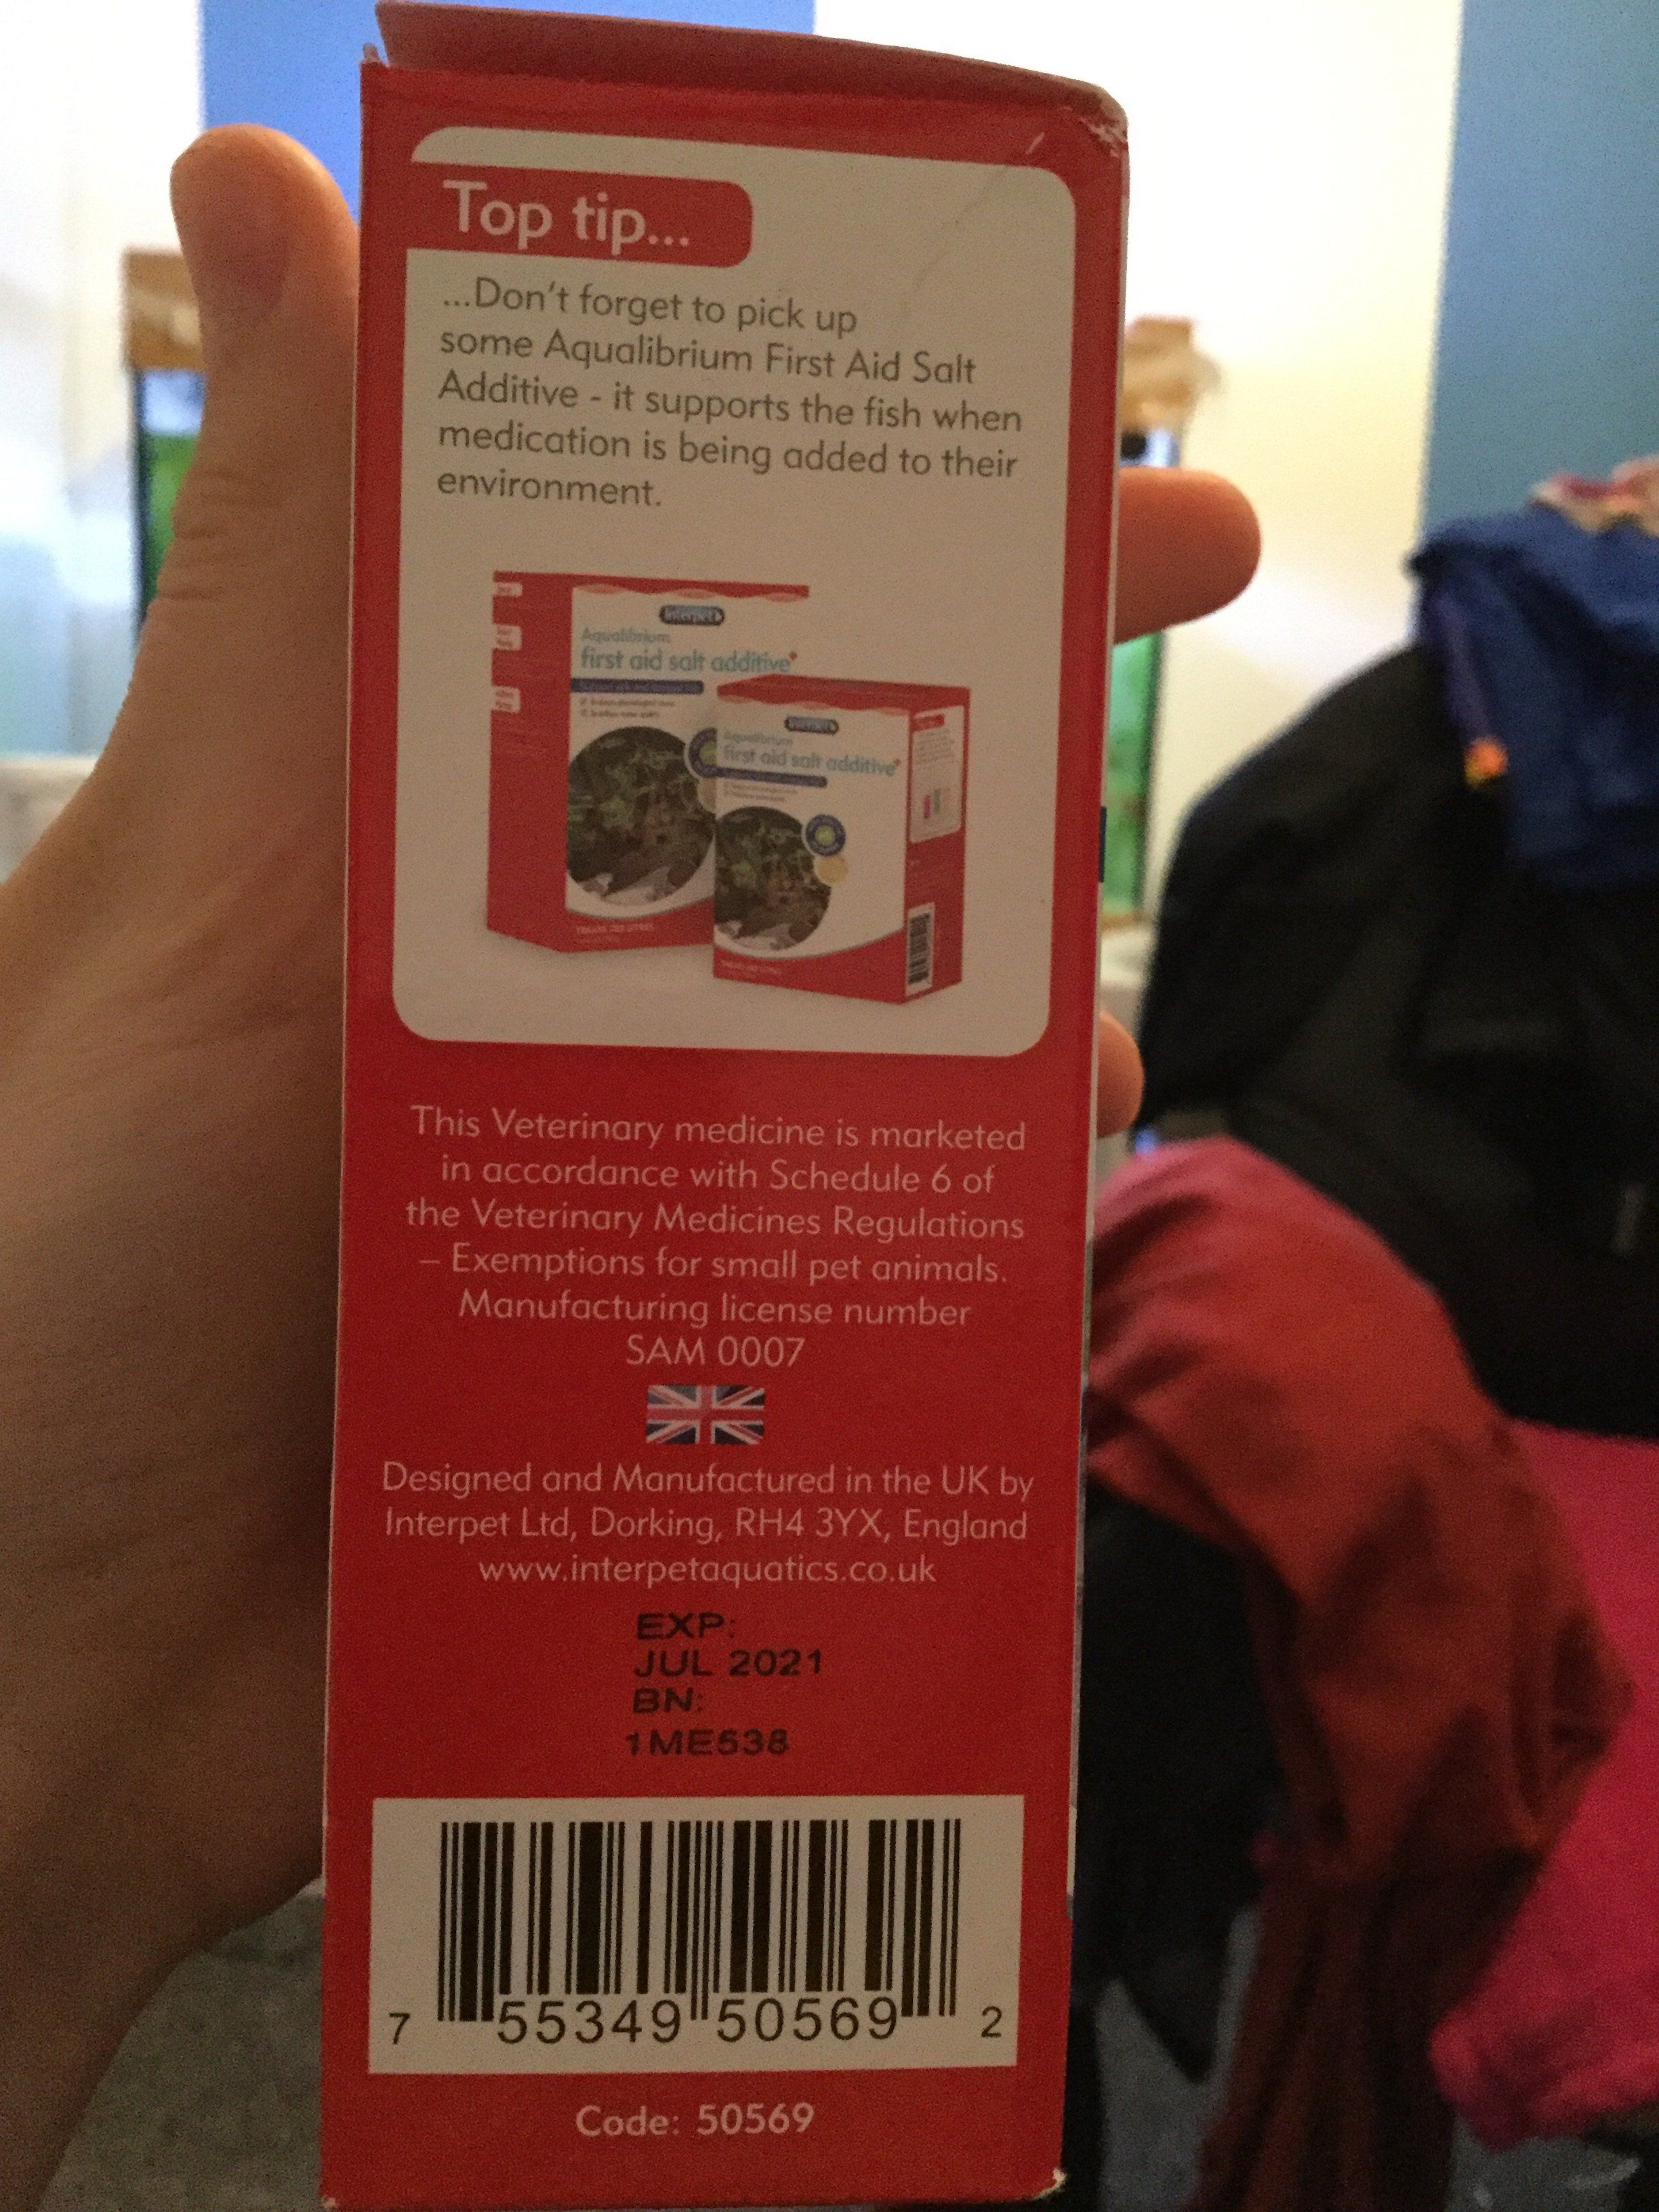 Top tip...
...Don't forget to pick up
some Aqualibrium First Aid Salt
Additive - it supports the fish when
medication is being added to their
environment.
Interpet
Aqualibrium
first aid salt additive
Interpet
Aqualibrium
first aid salt additive
This Veterinary medicine is marketed
in accordance with Schedule 6 of
the Veterinary Medicines Regulations
– Exemptions for small pet animals.
Manufacturing license number
SAM 0007
Designed and Manufactured in the UK by
Interpet Ltd, Dorking, RH4 3YX, England
www.interpetaquatics.co.uk
EXP:
JUL 2021
BN:
1ME538
7 55349 50569 2
Code: 50569